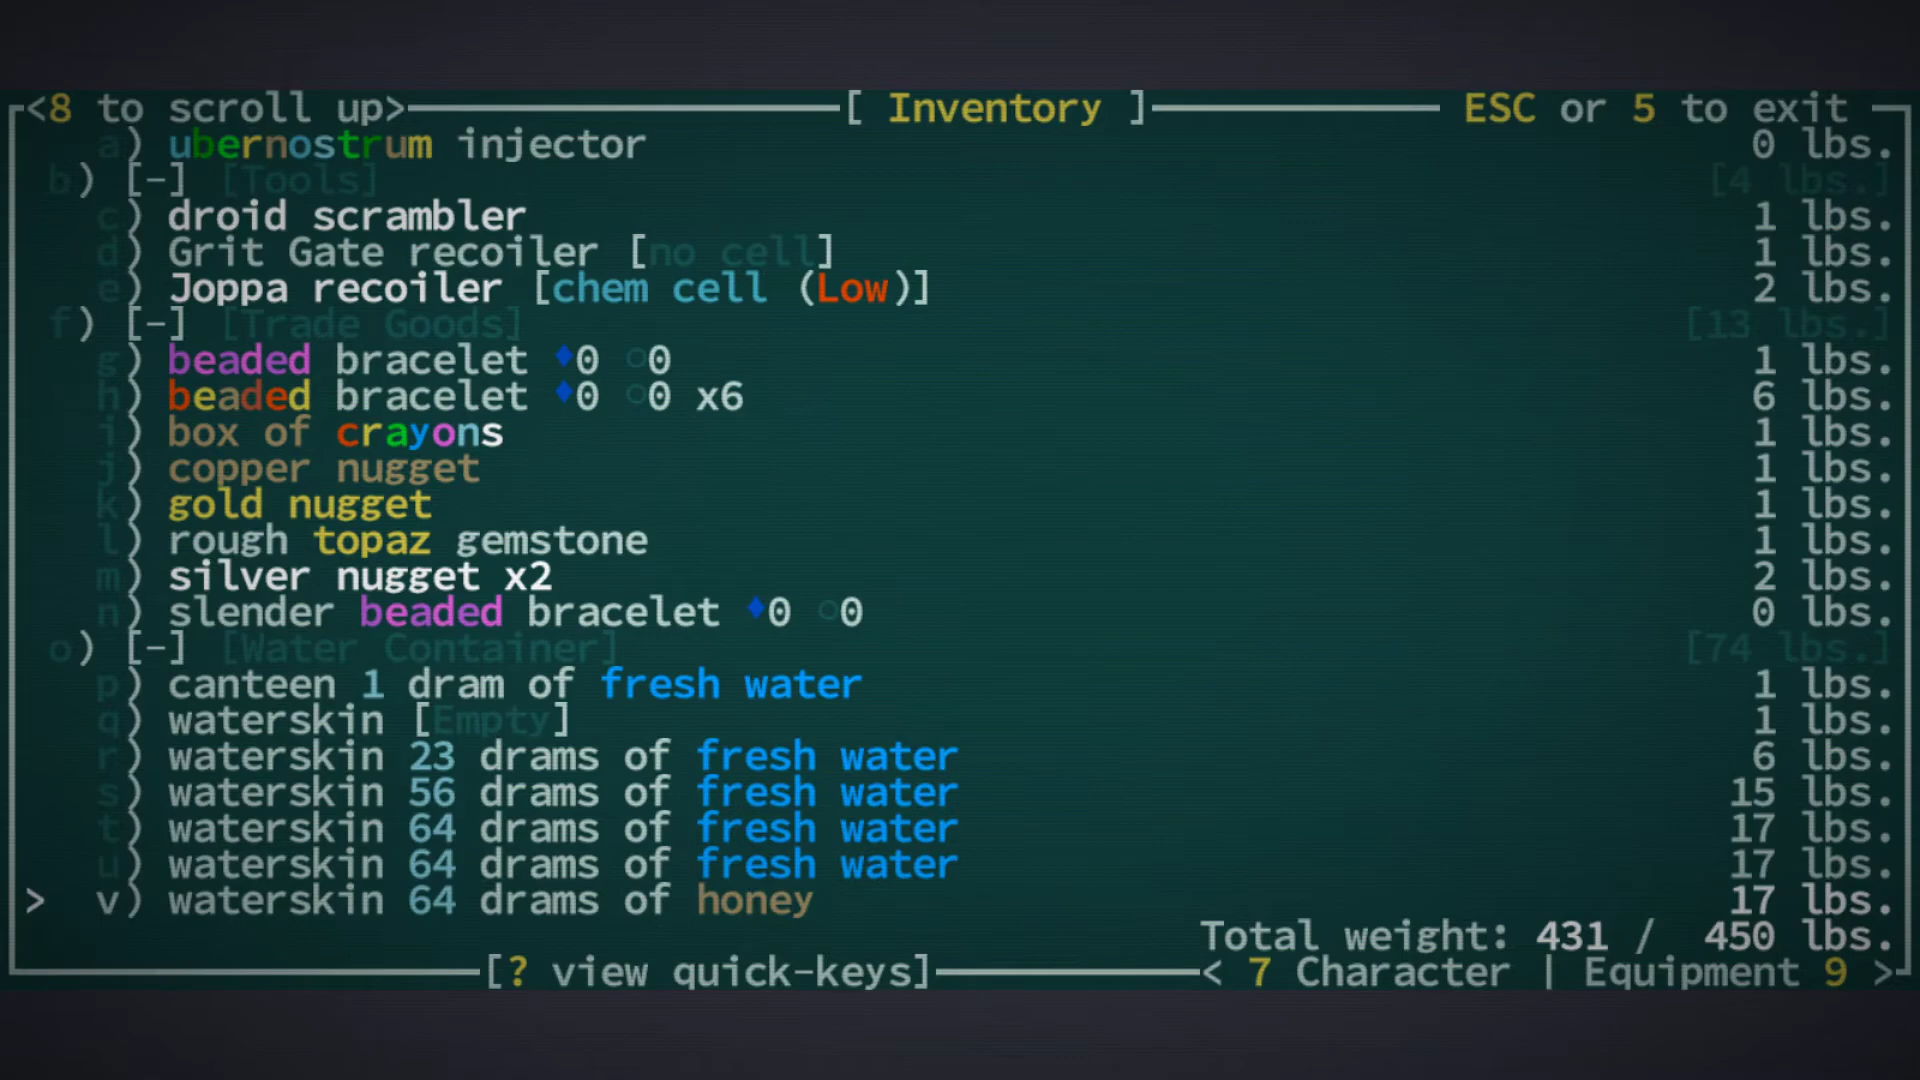 <8 to scroll up> [ Inventory ] ESC or 5 to exit
a) ubernostrum injector 0 lbs.
b) [-] [Tools] [4 lbs.]
c) droid scrambler 1 lbs.
d) Grit Gate recoiler [no cell] 1 lbs.
e) Joppa recoiler [chem cell (Low)] 2 lbs.
f) [-] [Trade Goods] [13 lbs.]
g) beaded bracelet ♦0 ○0 1 lbs.
h) beaded bracelet ♦0 ○0 x6 6 lbs.
i) box of crayons 1 lbs.
j) copper nugget 1 lbs.
k) gold nugget 1 lbs.
l) rough topaz gemstone 1 lbs.
m) silver nugget x2 2 lbs.
n) slender beaded bracelet ♦0 ○0 0 lbs.
o) [-] [Water Container] [74 lbs.]
p) canteen 1 dram of fresh water 1 lbs.
q) waterskin [Empty] 1 lbs.
r) waterskin 23 drams of fresh water 6 lbs.
s) waterskin 56 drams of fresh water 15 lbs.
t) waterskin 64 drams of fresh water 17 lbs.
u) waterskin 64 drams of fresh water 17 lbs.
> v) waterskin 64 drams of honey 17 lbs.
Total weight: 431 / 450 lbs.
[? view quick-keys] < 7 Character | Equipment 9 >